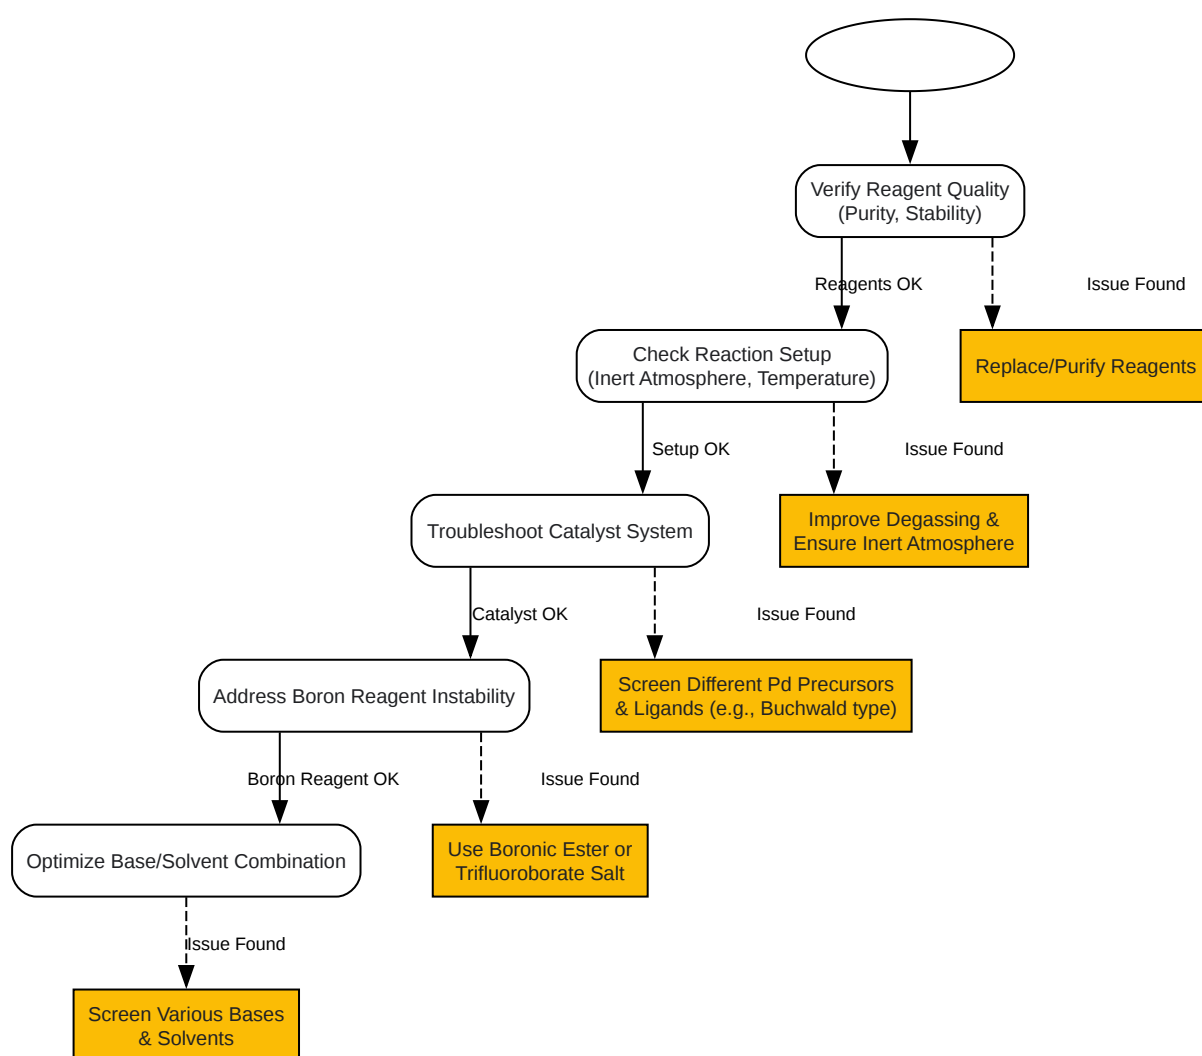 Verify Reagent Quality
(Purity, Stability)
Reagents OK
Issue Found
Check Reaction Setup
(Inert Atmosphere, Temperature)
Replace/Purify Reagents
Setup OK
Issue Found
Troubleshoot Catalyst System
Improve Degassing &
Ensure Inert Atmosphere
Catalyst OK
Issue Found
Address Boron Reagent Instability
Screen Different Pd Precursors
& Ligands (e.g., Buchwald type)
Boron Reagent OK
Issue Found
Optimize Base/Solvent Combination
Use Boronic Ester or
Trifluoroborate Salt
Issue Found
Screen Various Bases
& Solvents